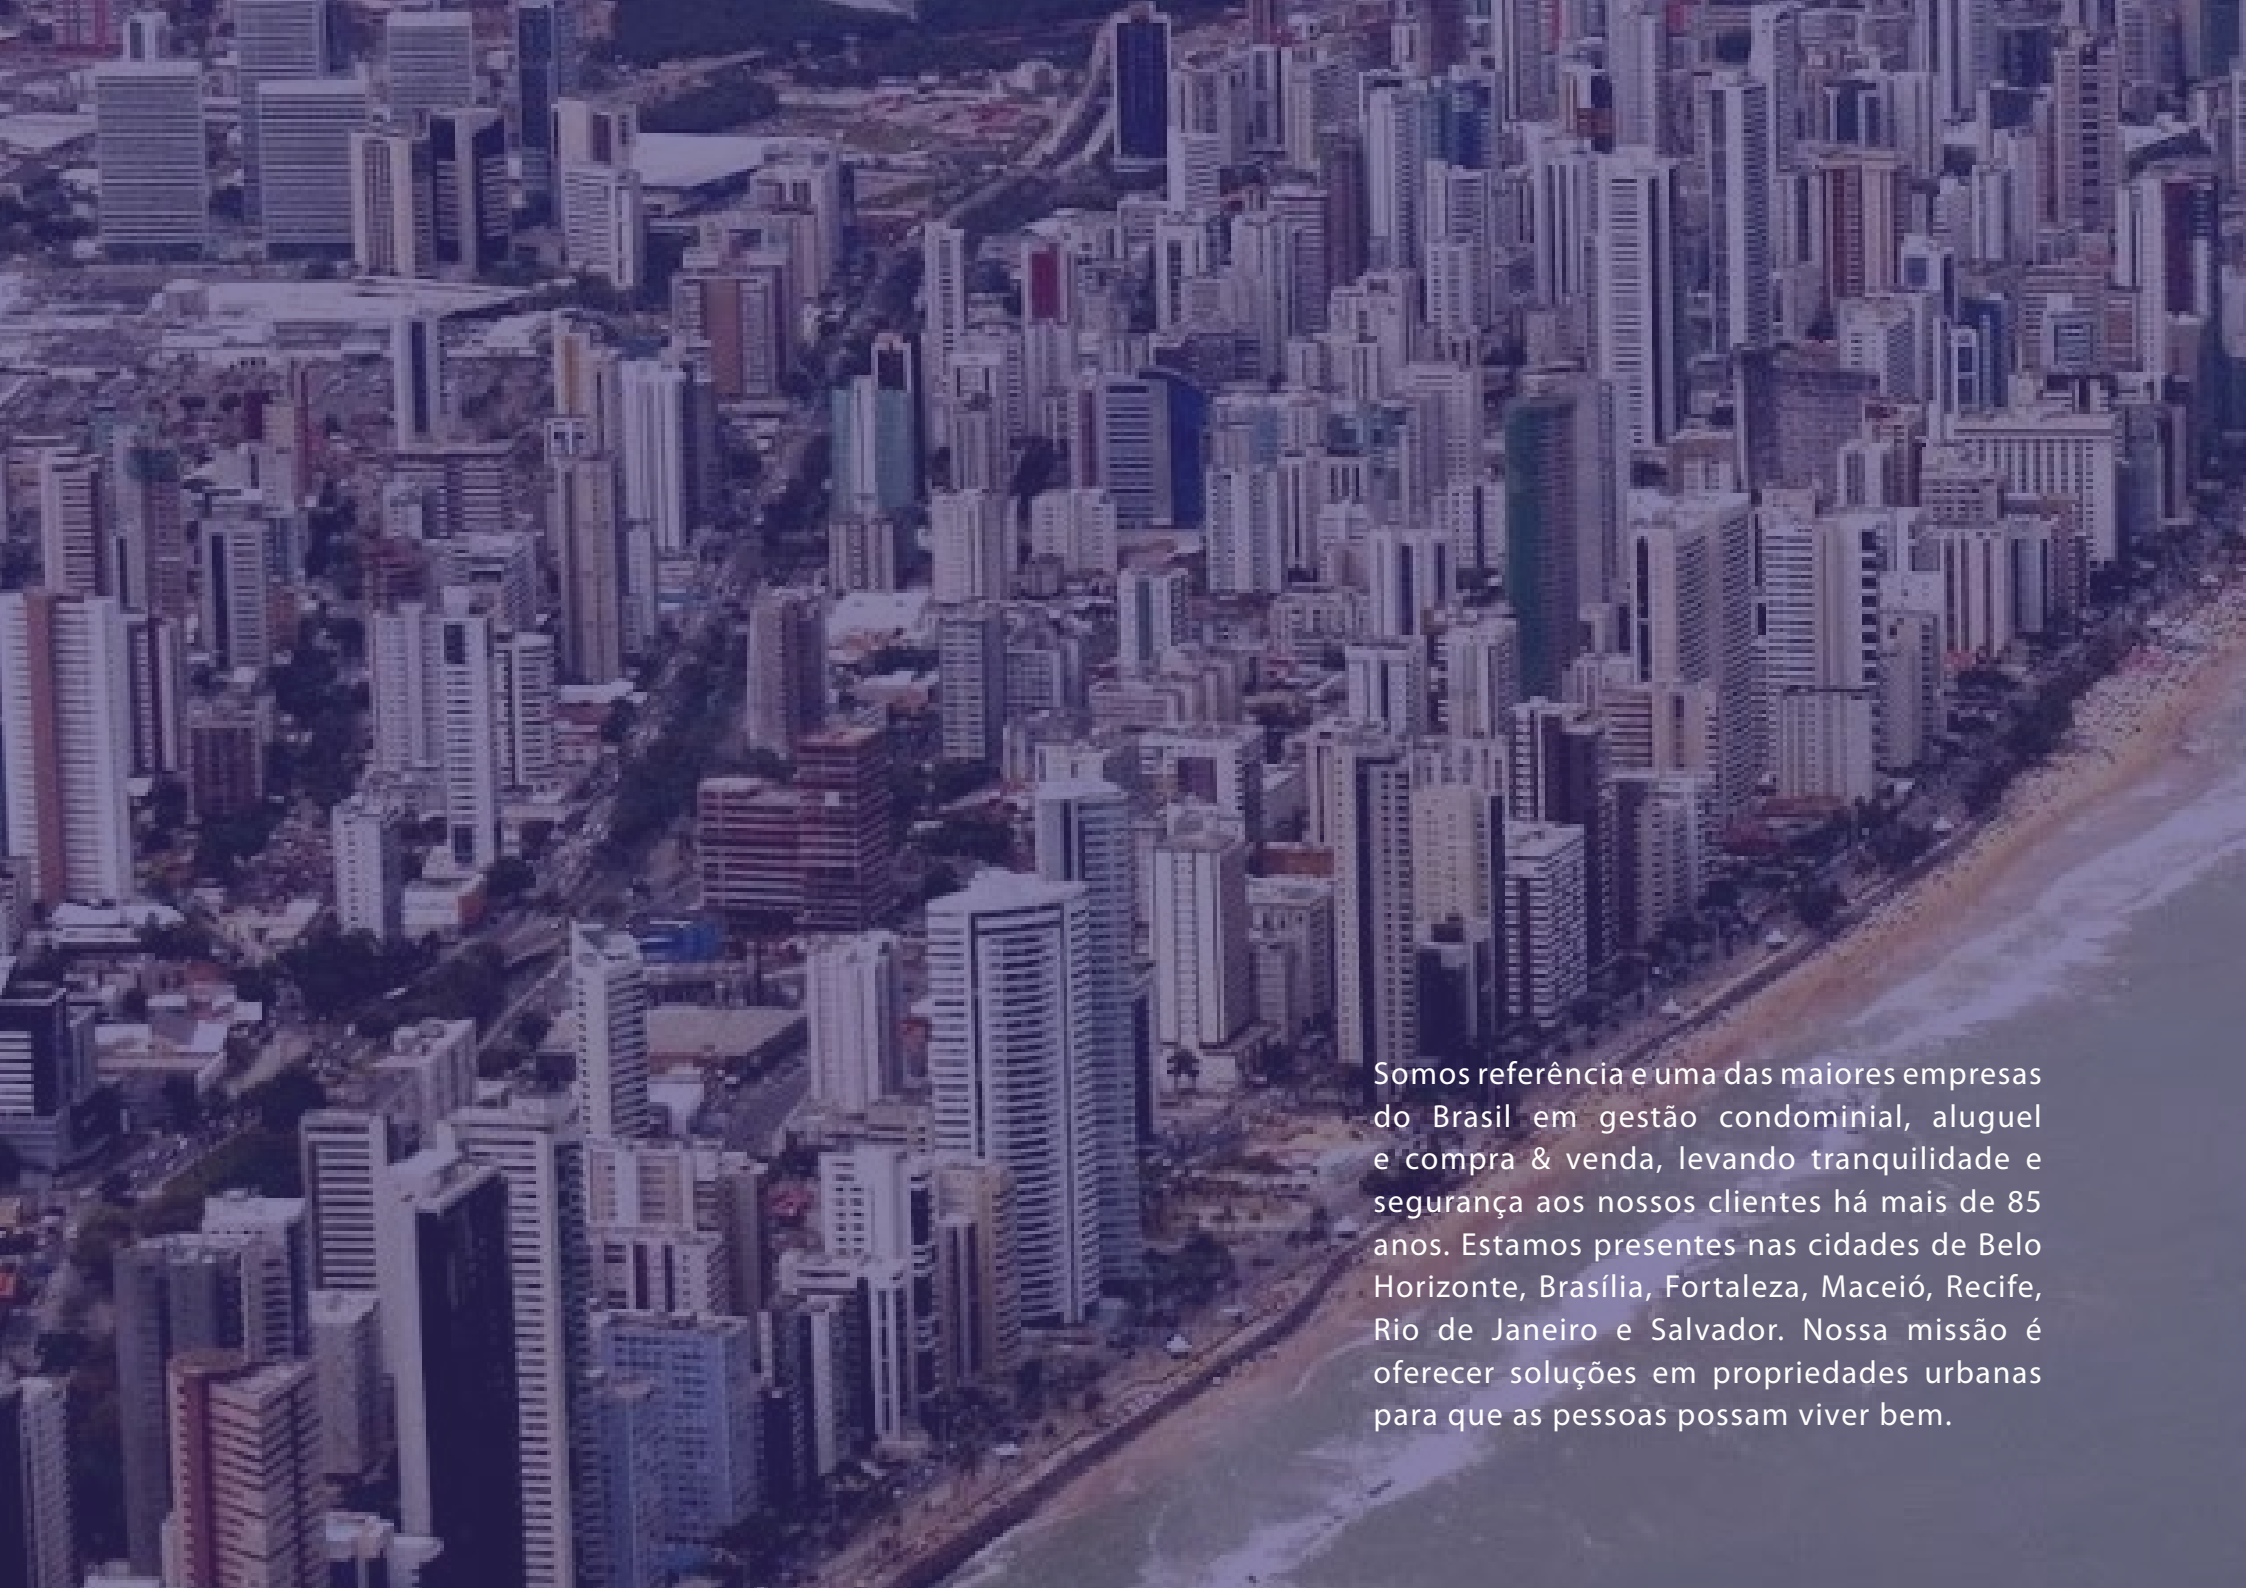 Somos referência e uma das maiores empresas
do Brasil em gestão condominial, aluguel
e compra & venda, levando tranquilidade e
segurança aos nossos clientes há mais de 85
anos. Estamos presentes nas cidades de Belo
Horizonte, Brasília, Fortaleza, Maceió, Recife,
Rio de Janeiro e Salvador. Nossa missão é
oferecer soluções em propriedades urbanas
para que as pessoas possam viver bem.